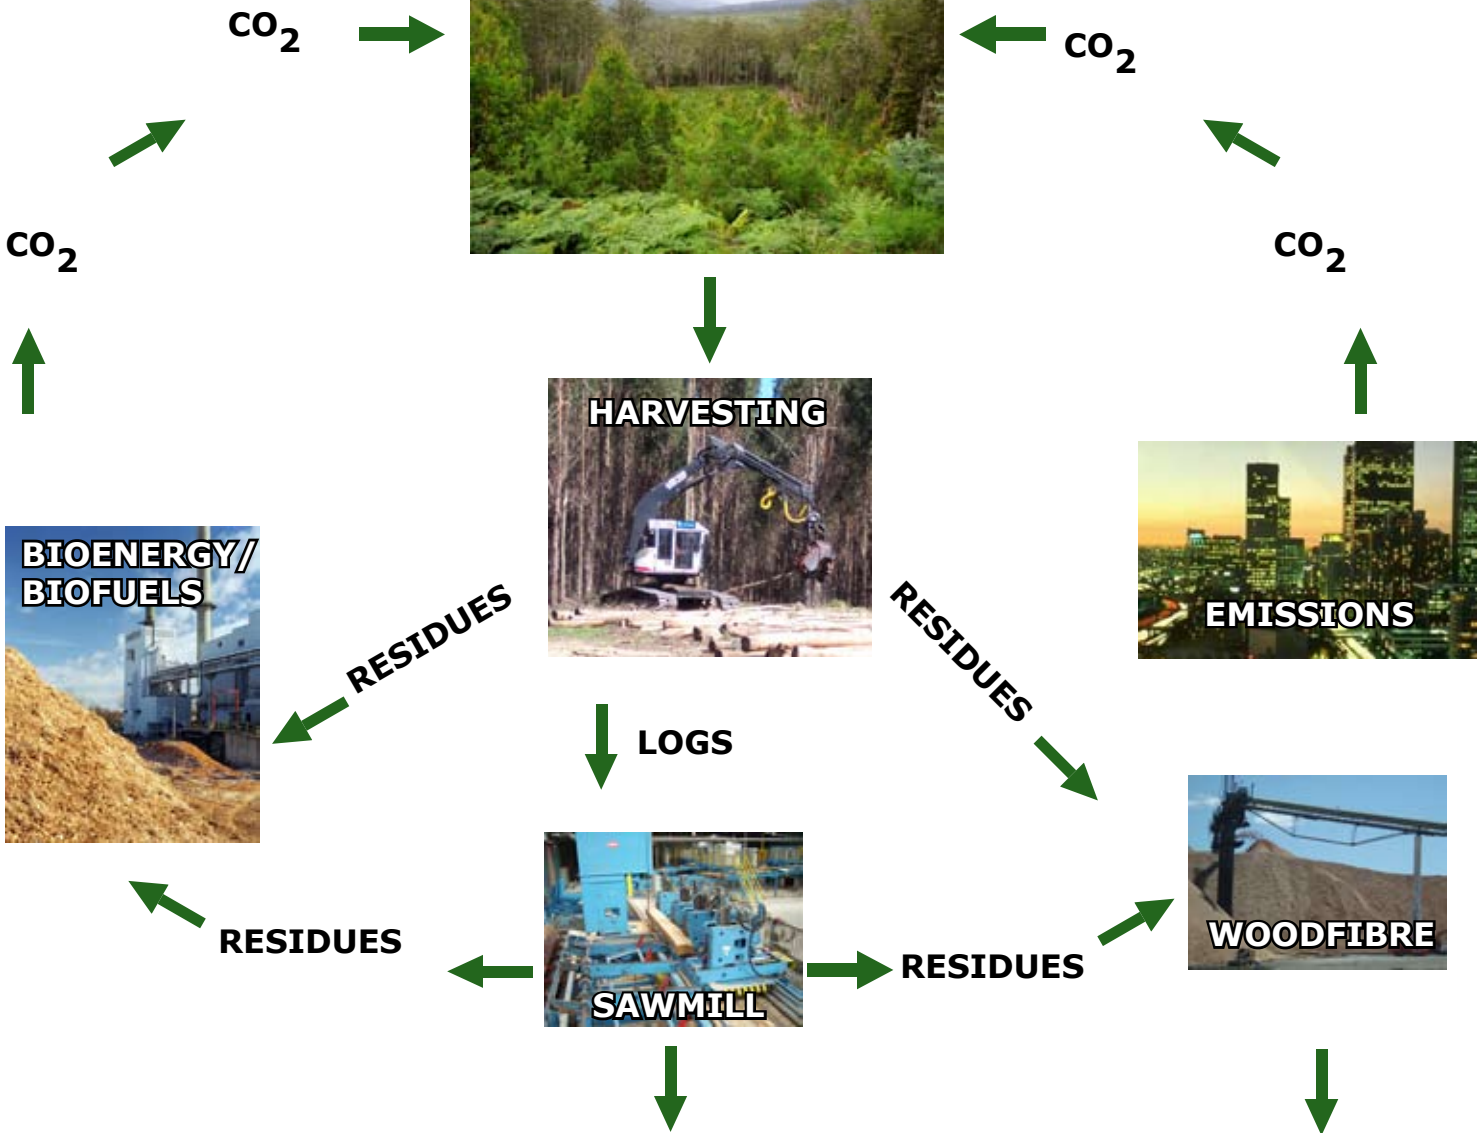 CO2
CO2
CO2
CO2
HARVESTING
BIOENERGY/
BIOFUELS
EMISSIONS
RESIDUES
RESIDUES
LOGS
WOODFIBRE
RESIDUES
RESIDUES
SAWMILL